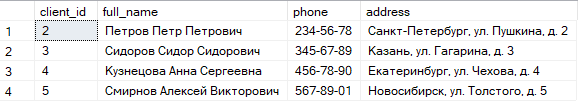 client_id full_name phone address
1 2 Петров Петр Петрович 234-56-78 Санкт-Петербург, ул. Пушкина, д. 2
2 3 Сидоров Сидор Сидорович 345-67-89 Казань, ул. Гагарина, д. 3
3 4 Кузнецова Анна Сергеевна 456-78-90 Екатеринбург, ул. Чехова, д. 4
4 5 Смирнов Алексей Викторович 567-89-01 Новосибирск, ул. Толстого, д. 5